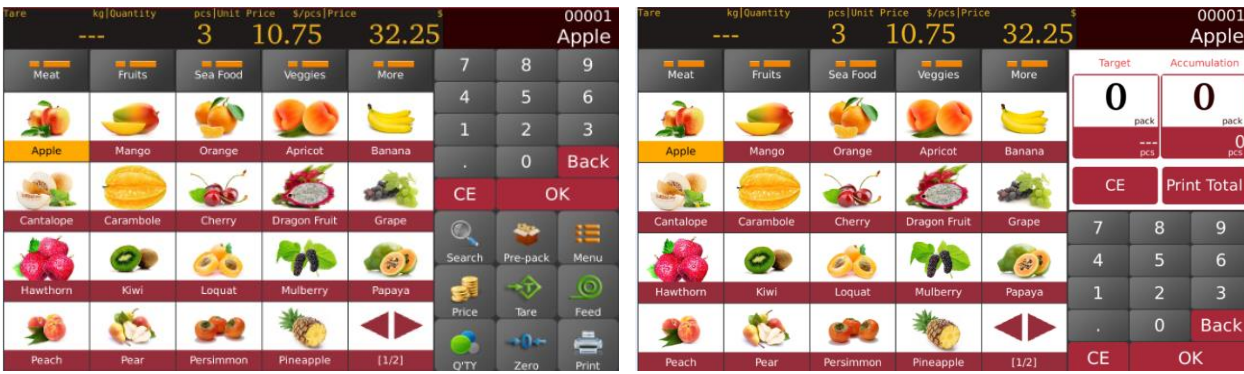 Tare kg|Quantity pcs|Unit Price $/pcs|Price $
--- 3 10.75 32.25
00001
Apple
Meat Fruits Sea Food Veggies More
7 8 9
4 5 6
Apple Mango Orange Apricot Banana
1 2 3
. 0 Back
CE OK
Cantalope Carambole Cherry Dragon Fruit Grape
Search Pre-pack Menu
Hawthorn Kiwi Loquat Mulberry Papaya
Price Tare Feed
Peach Pear Persimmon Pineapple [1/2]
Q'TY Zero Print
Tare kg|Quantity pcs|Unit Price $/pcs|Price $
--- 3 10.75 32.25
00001
Apple
Meat Fruits Sea Food Veggies More
Target Accumulation
0 0
pack pack
--- 0
pcs pcs
Apple Mango Orange Apricot Banana
CE Print Total
Cantalope Carambole Cherry Dragon Fruit Grape
7 8 9
4 5 6
Hawthorn Kiwi Loquat Mulberry Papaya
1 2 3
. 0 Back
Peach Pear Persimmon Pineapple [1/2]
CE OK